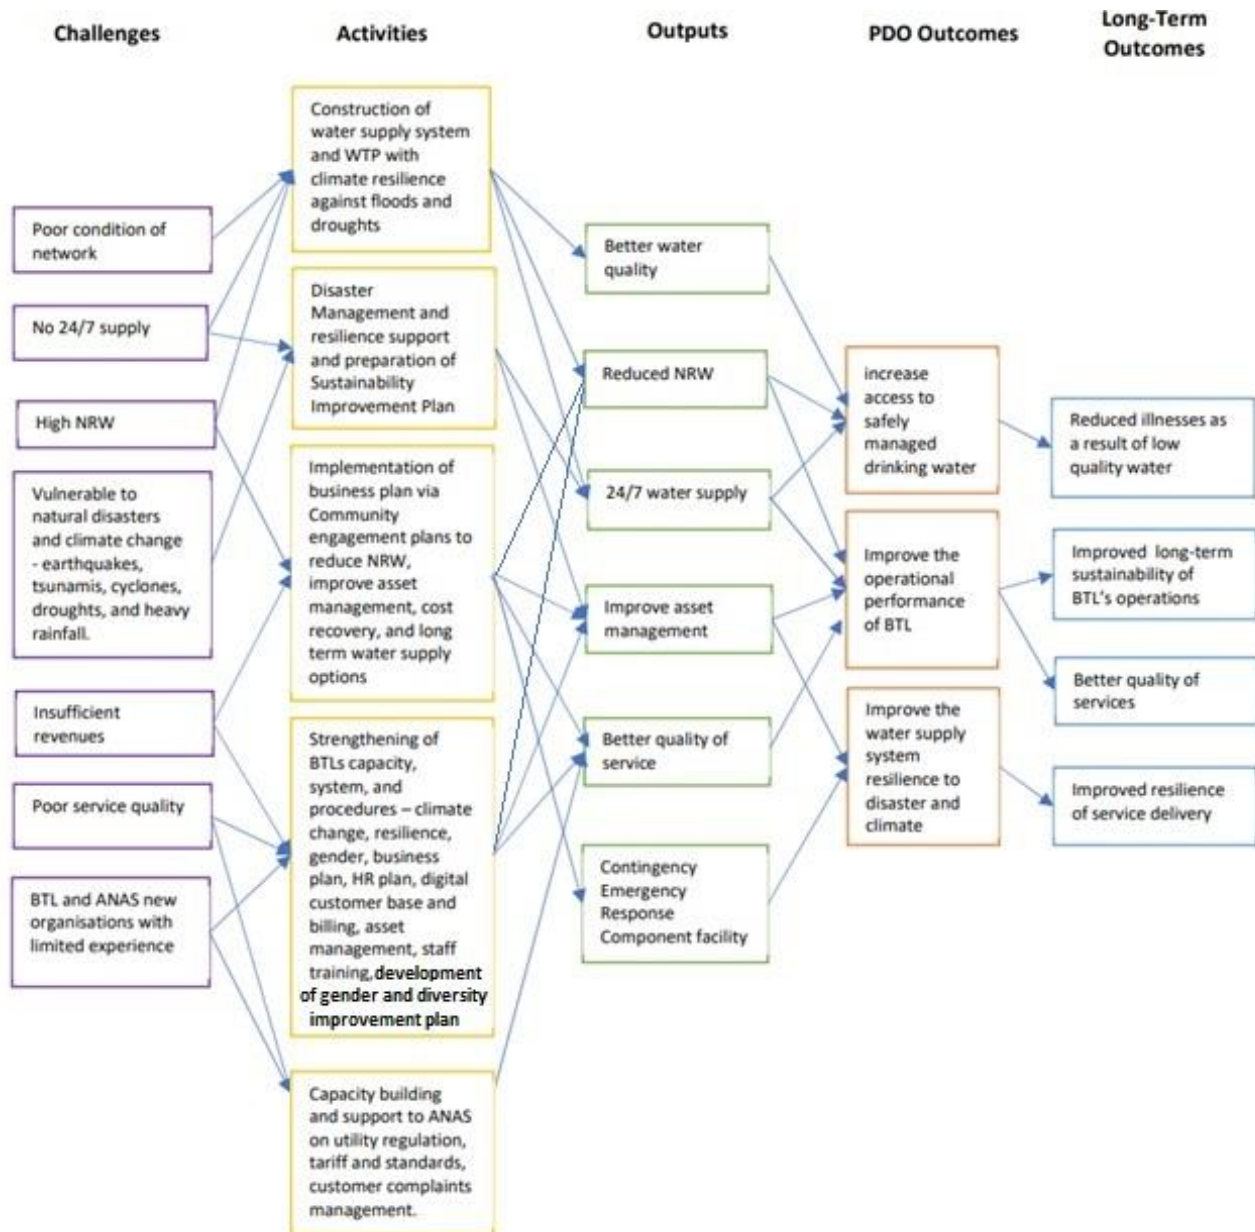 Challenges
Activities
Outputs
PDO Outcomes
Long-Term
Outcomes
Poor condition of
network
No 24/7 supply
High NRW
Vulnerable to
natural disasters
and climate change
- earthquakes,
tsunamis, cyclones,
droughts, and heavy
rainfall.
Insufficient
revenues
Poor service quality
BTL and ANAS new
organisations with
limited experience
Construction of
water supply system
and WTP with
climate resilience
against floods and
droughts
Disaster
Management and
resilience support
and preparation of
Sustainability
Improvement Plan
Implementation of
business plan via
Community
engagement plans to
reduce NRW,
improve asset
management, cost
recovery, and long
term water supply
options
Strengthening of
BTLs capacity,
system, and
procedures – climate
change, resilience,
gender, business
plan, HR plan, digital
customer base and
billing, asset
management, staff
training, development
of gender and diversity
improvement plan
Capacity building
and support to ANAS
on utility regulation,
tariff and standards,
customer complaints
management.
Better water
quality
Reduced NRW
24/7 water supply
Improve asset
management
Better quality of
service
Contingency
Emergency
Response
Component facility
increase
access to
safely
managed
drinking water
Improve the
operational
performance
of BTL
Improve the
water supply
system
resilience to
disaster and
climate
Reduced illnesses as
a result of low
quality water
Improved long-term
sustainability of
BTL's operations
Better quality of
services
Improved resilience
of service delivery